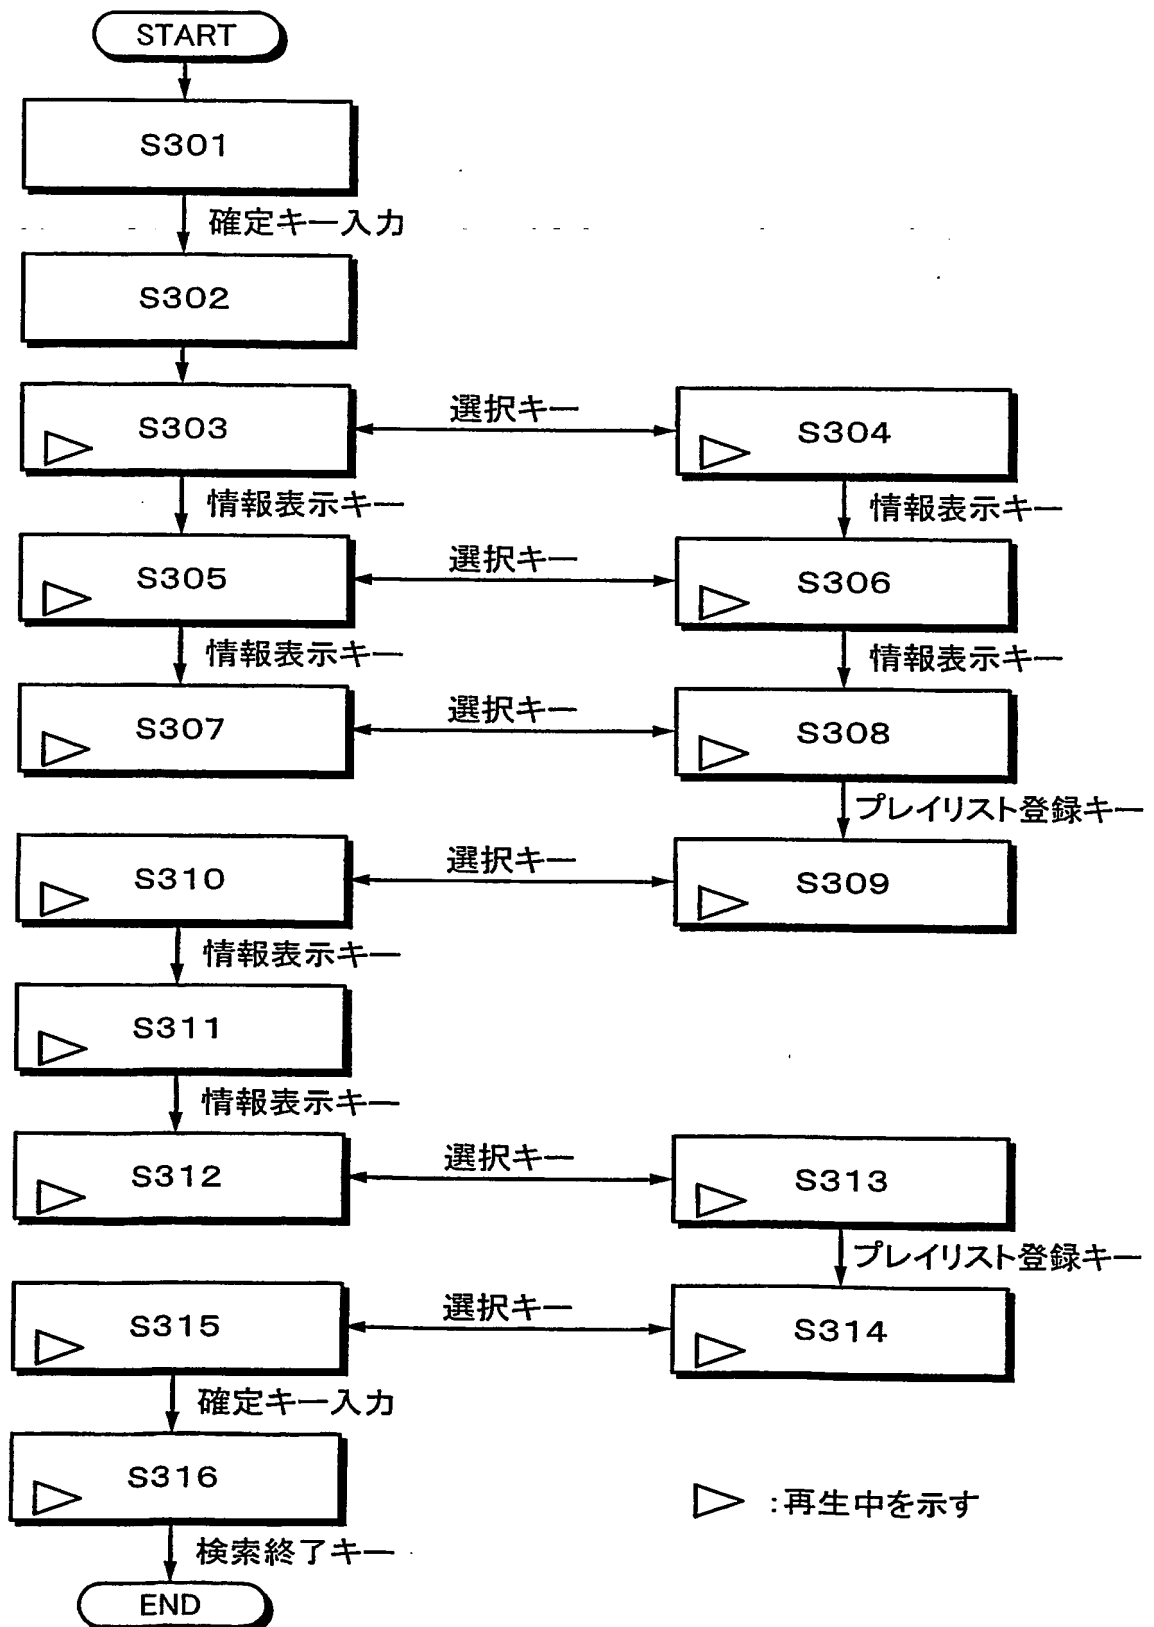 START
S301
確定キー入力
S302
S303
選択キー
S304
情報表示キー
情報表示キー
S305
選択キー
S306
情報表示キー
情報表示キー
S307
選択キー
S308
プレイリスト登録キー
S310
選択キー
S309
情報表示キー
S311
情報表示キー
S312
選択キー
S313
プレイリスト登録キー
S315
選択キー
S314
確定キー入力
S316
:再生中を示す
検索終了キー
END